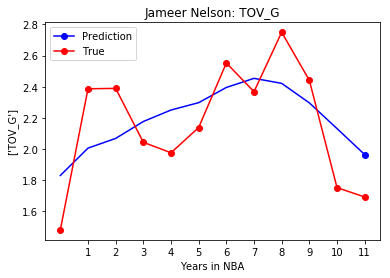 Jameer Nelson: TOV_G
Prediction
True
['TOV_G']
2.8
2.6
2.4
2.2
2.0
1.8
1.6
1 2 3 4 5 6 7 8 9 10 11
Years in NBA